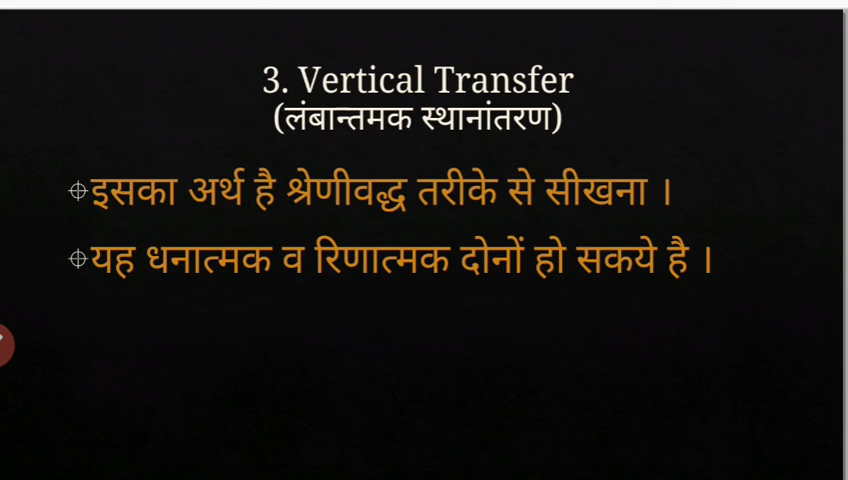 3. Vertical Transfer
(लंबान्तमक स्थानांतरण)
इसका अर्थ है श्रेणीवद्ध तरीके से सीखना ।
यह धनात्मक व रिणात्मक दोनों हो सकये है ।